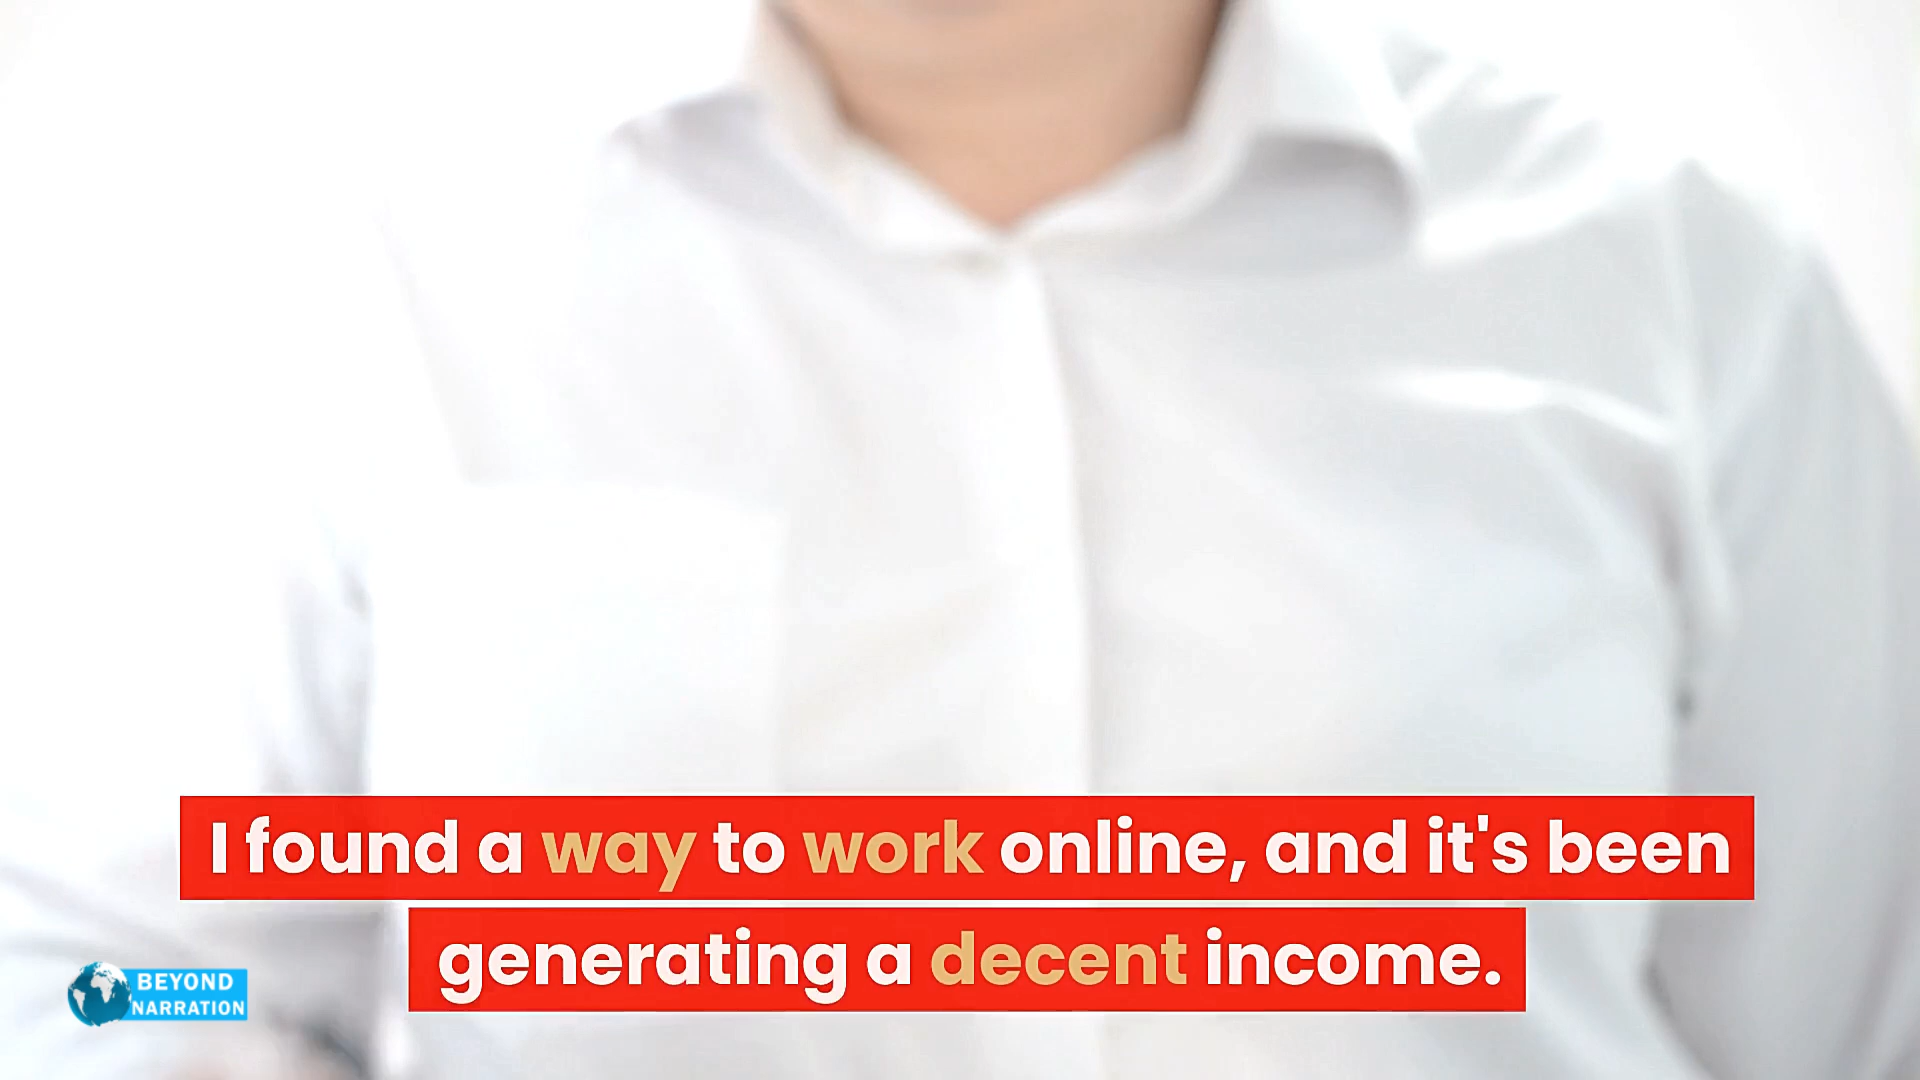 I found a way to work online, and it's been
generating a decent income.
BEYOND
NARRATION